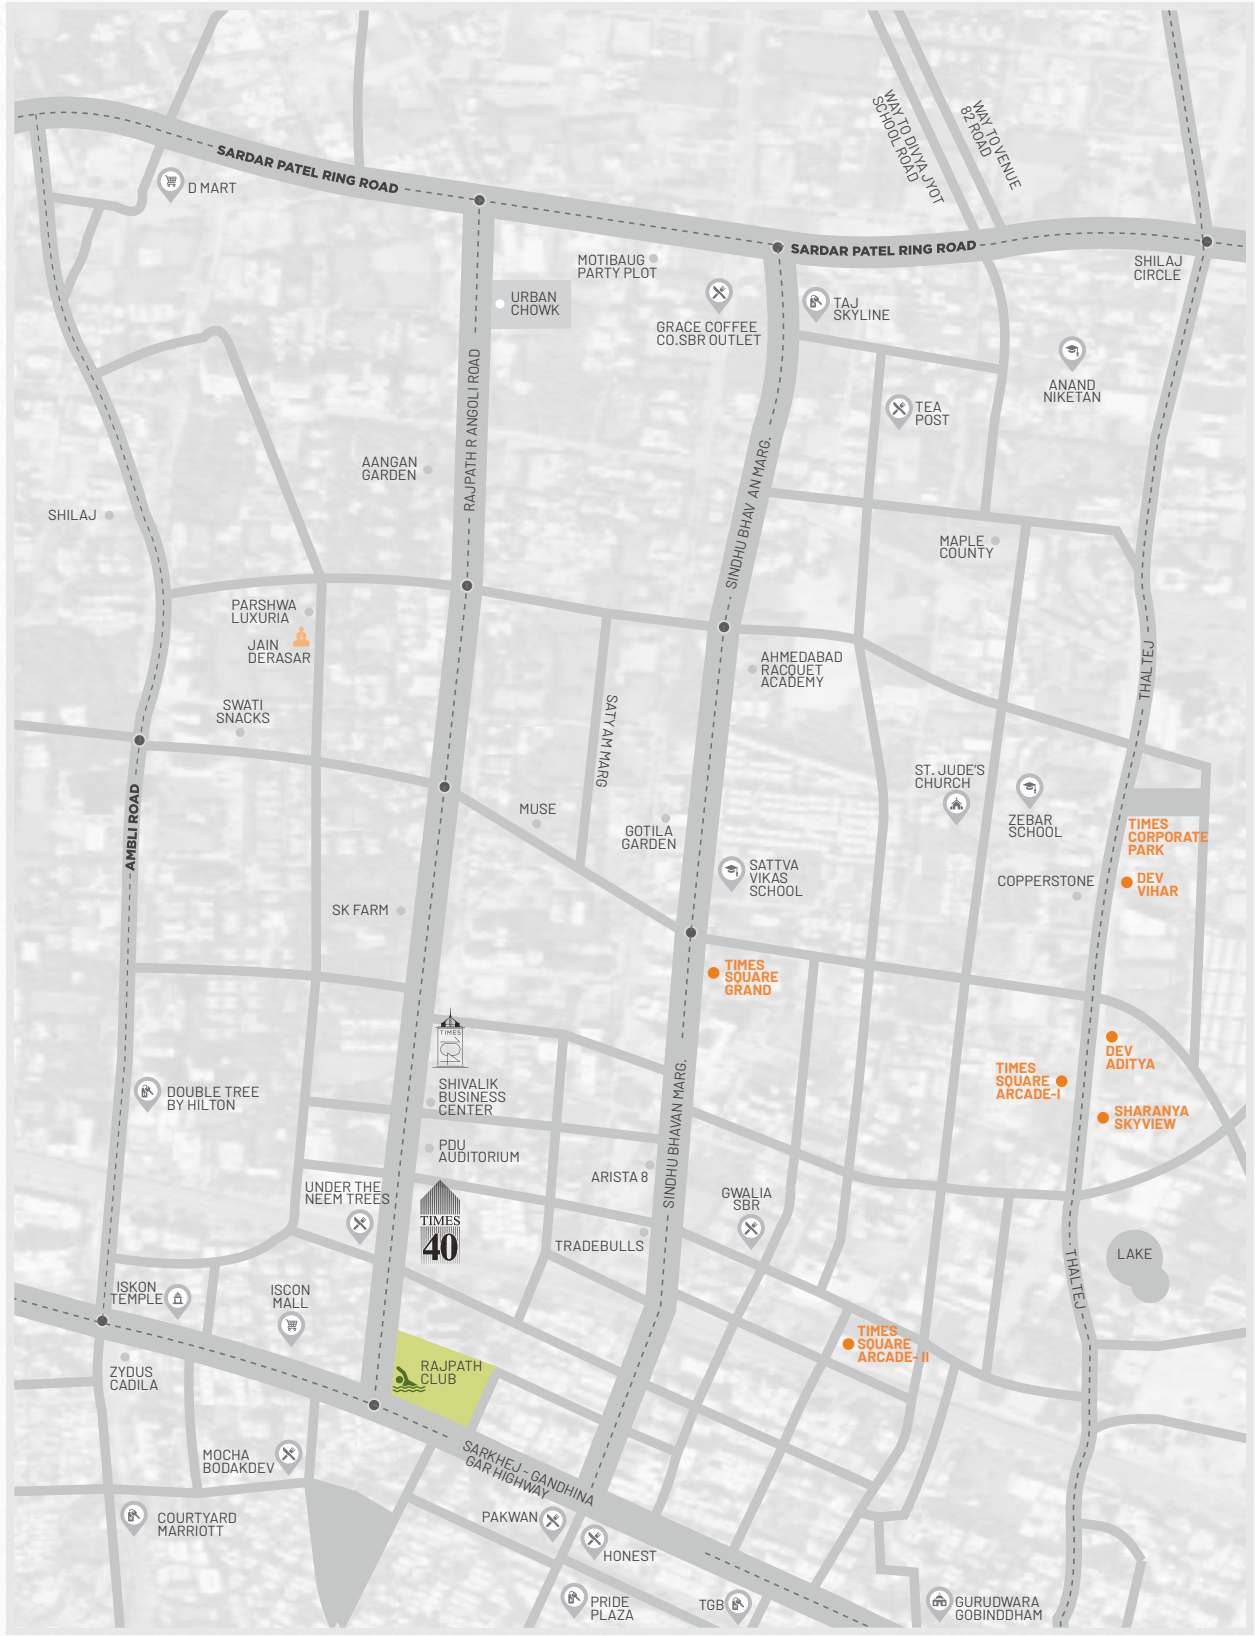 WAY TO DIVYA JYOT
SCHOOL ROAD
WAY TO VENUE
82 ROAD
SARDAR PATEL RING ROAD
D MART
SARDAR PATEL RING ROAD
MOTIBAUG
PARTY PLOT
SHILAJ
CIRCLE
URBAN
CHOWK
TAJ
SKYLINE
GRACE COFFEE
CO.SBR OUTLET
ANAND
NIKETAN
RAJPATH R ANGOLI ROAD
TEA
POST
AANGAN
GARDEN
SINDHU BHAV AN MARG.
SHILAJ
MAPLE
COUNTY
PARSHWA
LUXURIA
JAIN
DERASAR
AHMEDABAD
RACQUET
ACADEMY
THALTEJ
SWATI
SNACKS
SATYAM MARG
ST. JUDE'S
CHURCH
AMBLI ROAD
MUSE
GOTILA
GARDEN
ZEBAR
SCHOOL
TIMES
CORPORATE
PARK
SATTVA
VIKAS
SCHOOL
COPPERSTONE
DEV
VIHAR
SK FARM
TIMES
SQUARE
GRAND
TIMES
104
DEV
ADITYA
TIMES
SQUARE
ARCADE-I
SHIVALIK
BUSINESS
CENTER
DOUBLE TREE
BY HILTON
SHARANYA
SKYVIEW
SINDHU BHAVAN MARG.
PDU
AUDITORIUM
ARISTA 8
UNDER THE
NEEM TREES
GWALIA
SBR
TIMES
40
TRADEBULLS
LAKE
THALTEJ
ISKON
TEMPLE
ISCON
MALL
TIMES
SQUARE
ARCADE- II
ZYDUS
CADILA
RAJPATH
CLUB
MOCHA
BODAKDEV
SARKHEJ - GANDHINA
GAR HIGHWAY
COURTYARD
MARRIOTT
PAKWAN
HONEST
PRIDE
PLAZA
TGB
GURUDWARA
GOBINDDHAM